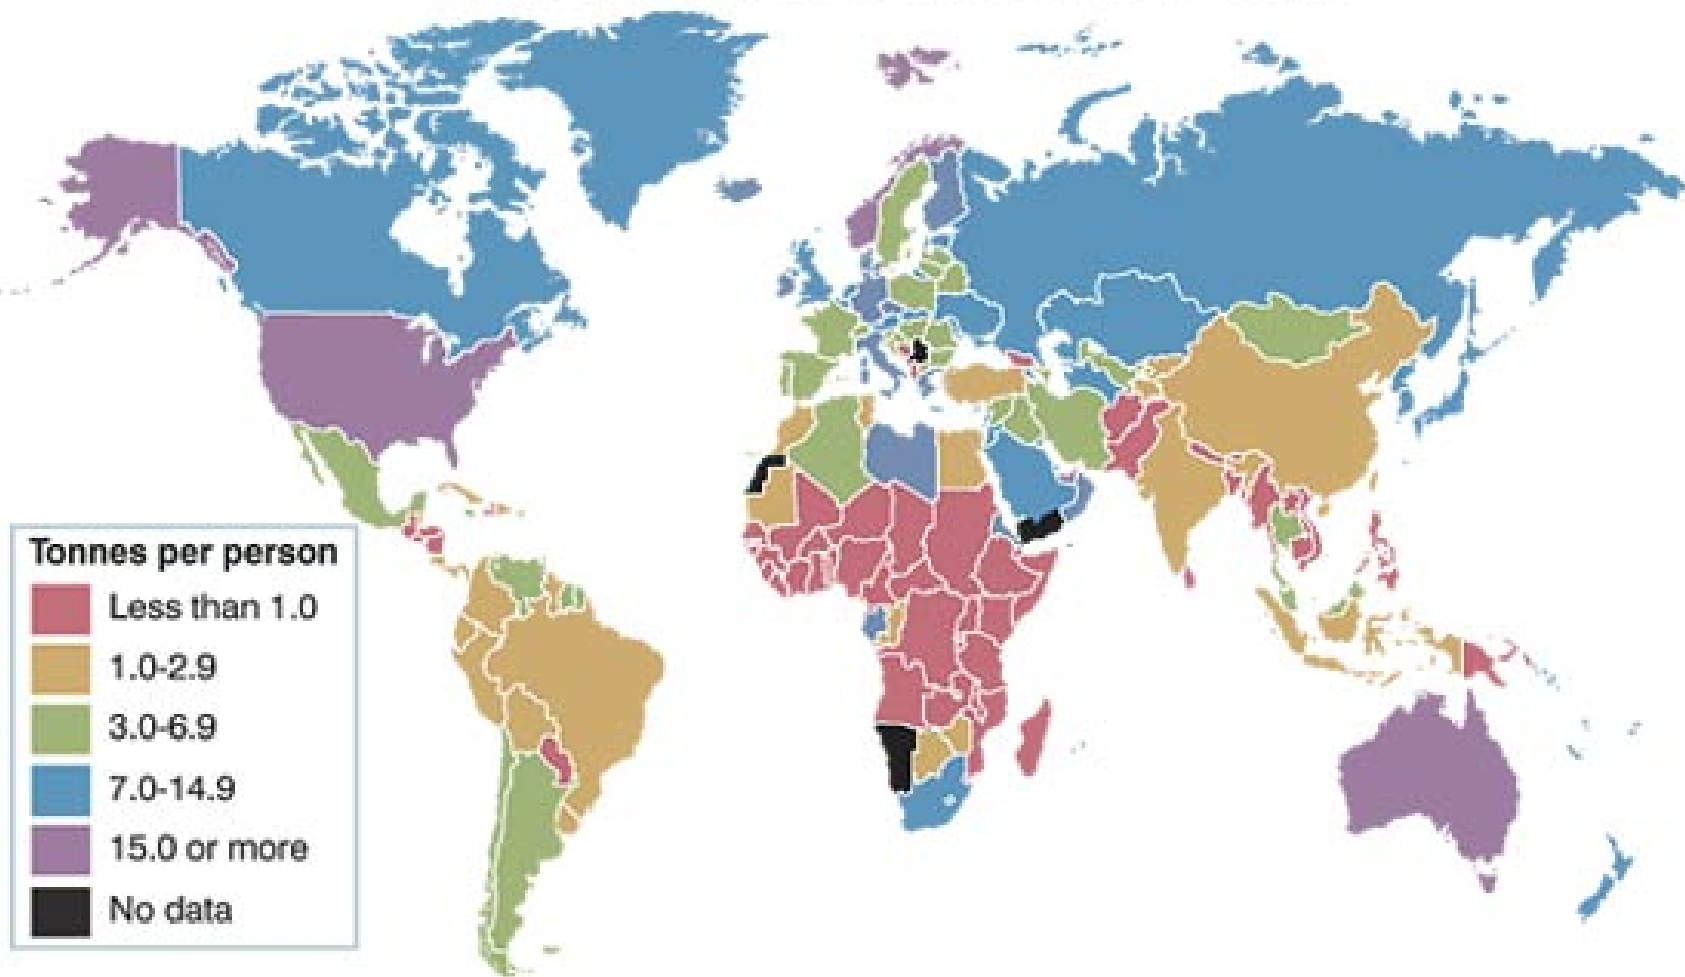 Tonnes per person
Less than 1.0
1.0-2.9
3.0-6.9
7.0-14.9
15.0 or more
No data